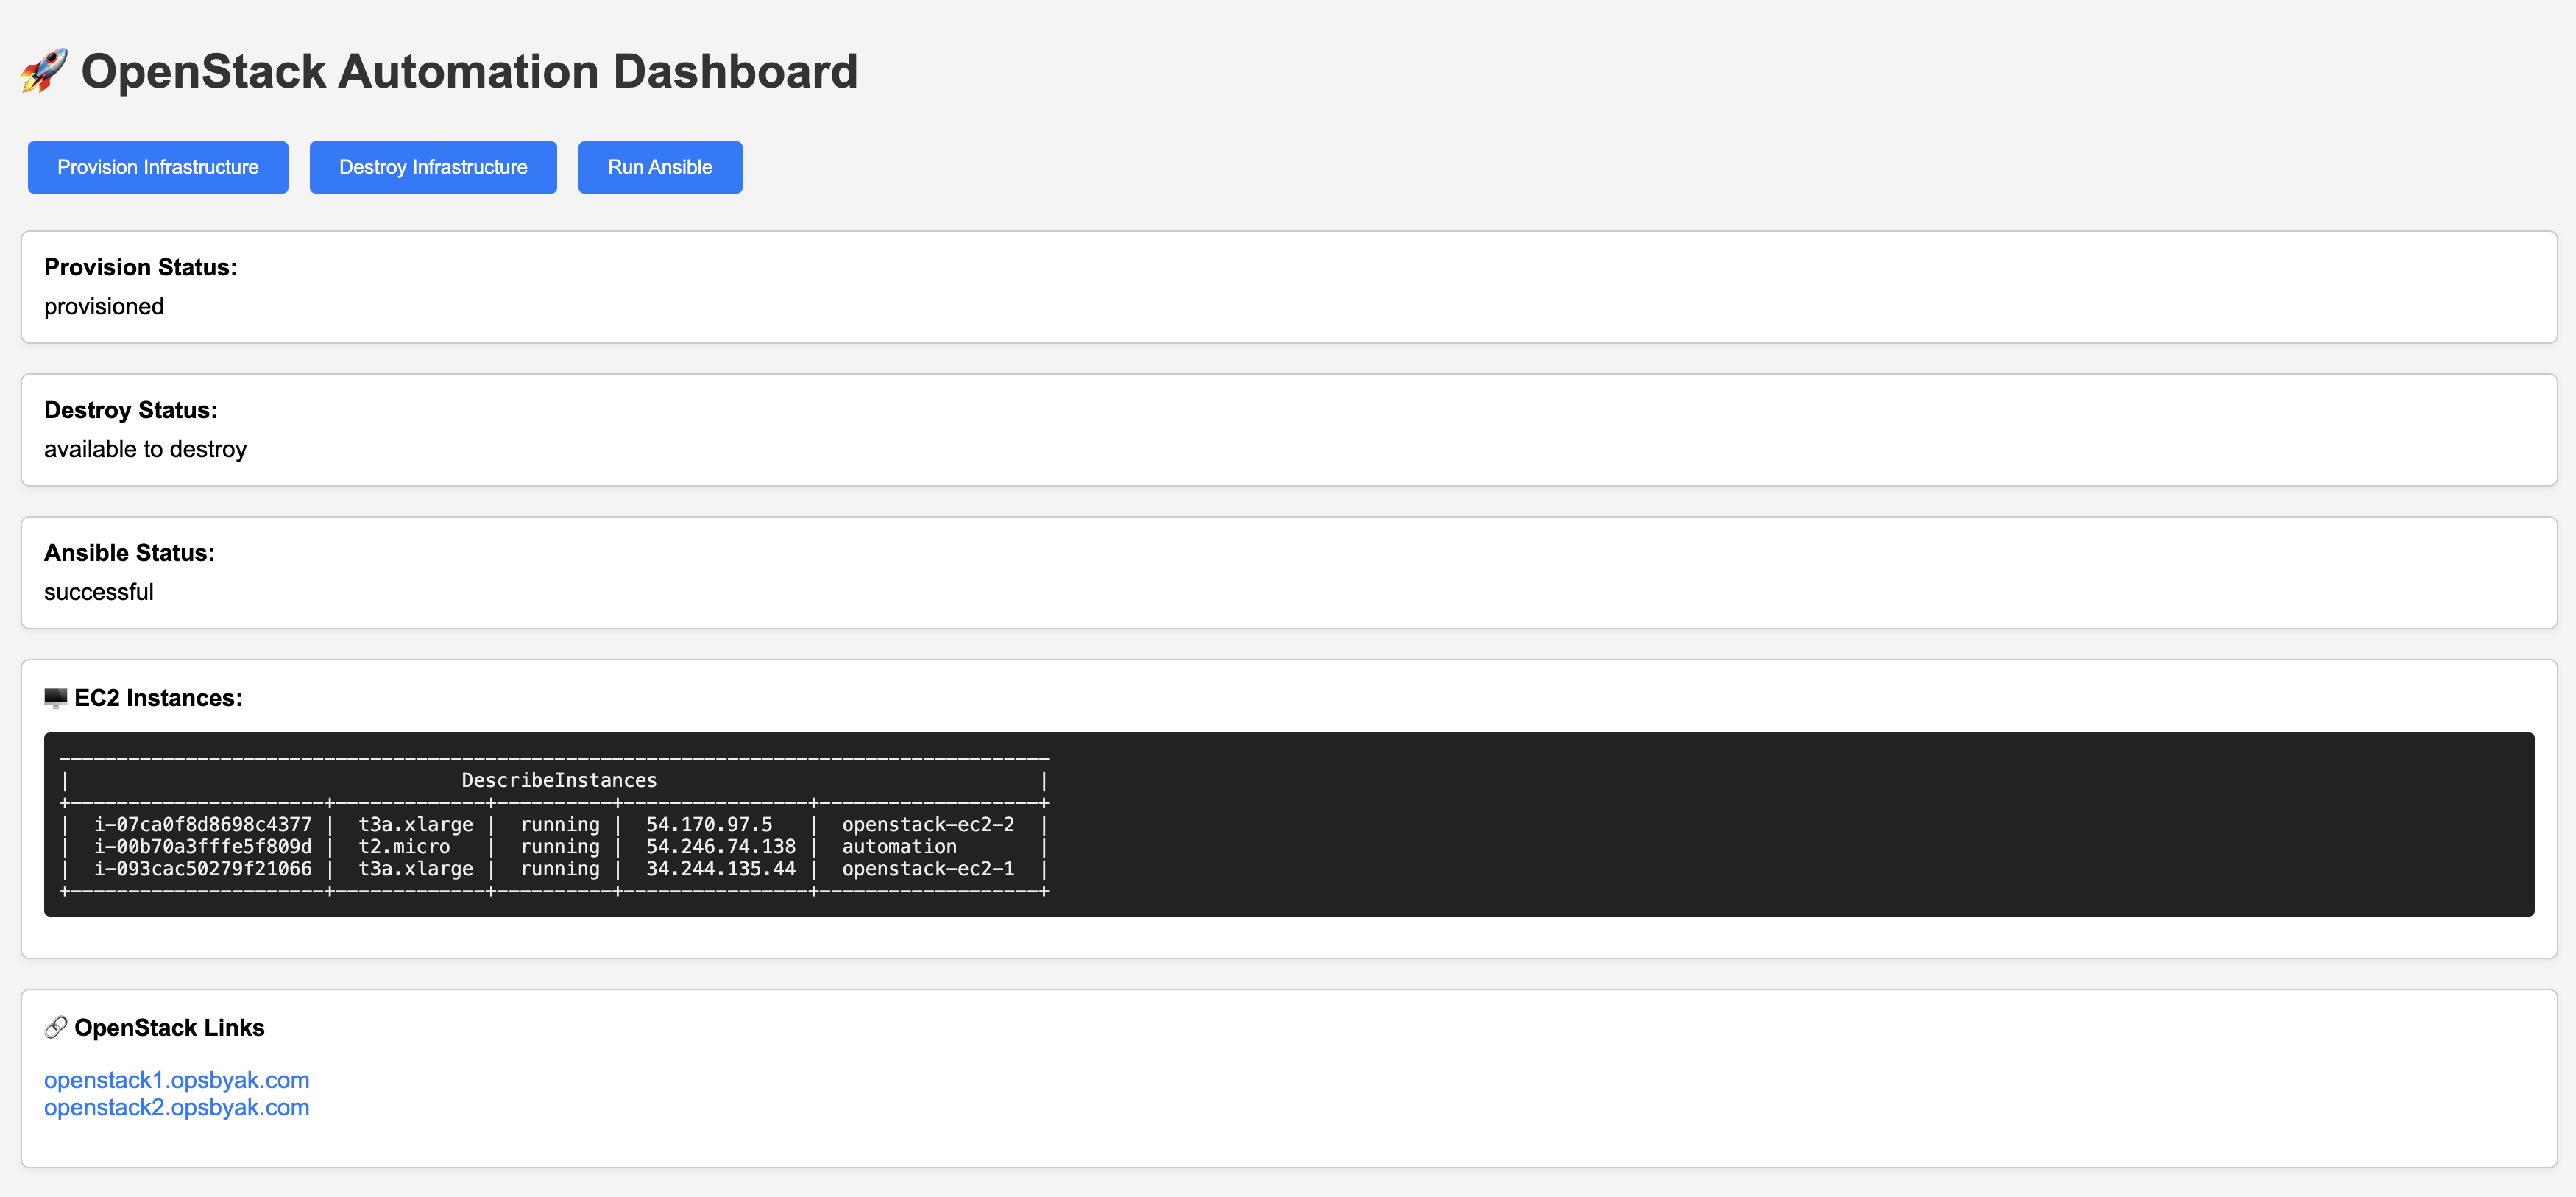 🚀 OpenStack Automation Dashboard
Provision Infrastructure Destroy Infrastructure Run Ansible
Provision Status:
provisioned
Destroy Status:
available to destroy
Ansible Status:
successful
🖥️ EC2 Instances:
--------------------------------------------------------------------------------------
|                                  DescribeInstances                                 |
+----------------------+-------------+----------+----------------+-------------------+
|  i-07ca0f8d8698c4377 |  t3a.xlarge |  running |  54.170.97.5   |  openstack-ec2-2  |
|  i-00b70a3fffe5f809d |  t2.micro   |  running |  54.246.74.138 |  automation       |
|  i-093cac50279f21066 |  t3a.xlarge |  running |  34.244.135.44 |  openstack-ec2-1  |
+----------------------+-------------+----------+----------------+-------------------+
🔗 OpenStack Links
openstack1.opsbyak.com
openstack2.opsbyak.com